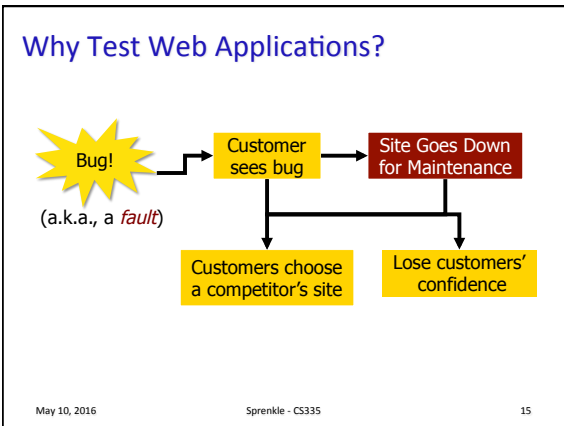 Why Test Web Applications?
Bug!
(a.k.a., a fault)
Customer
sees bug
Site Goes Down
for Maintenance
Customers choose
a competitor's site
Lose customers'
confidence
May 10, 2016
Sprenkle - CS335
15